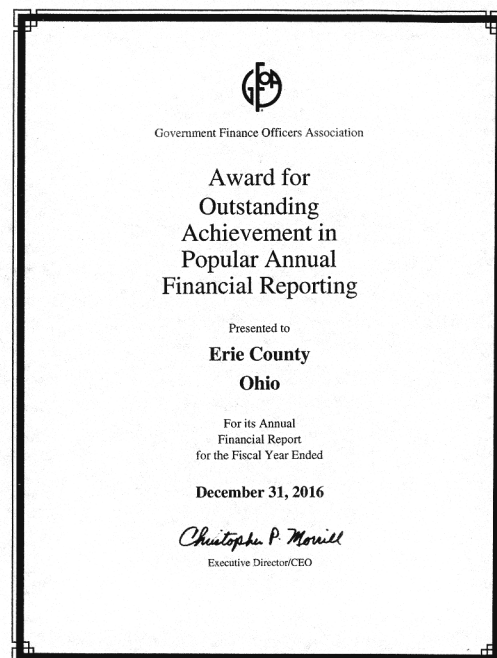 GFOA
Government Finance Officers Association
Award for
Outstanding
Achievement in
Popular Annual
Financial Reporting
Presented to
Erie County
Ohio
For its Annual
Financial Report
for the Fiscal Year Ended
December 31, 2016
Christopher P. Morrill
Executive Director/CEO